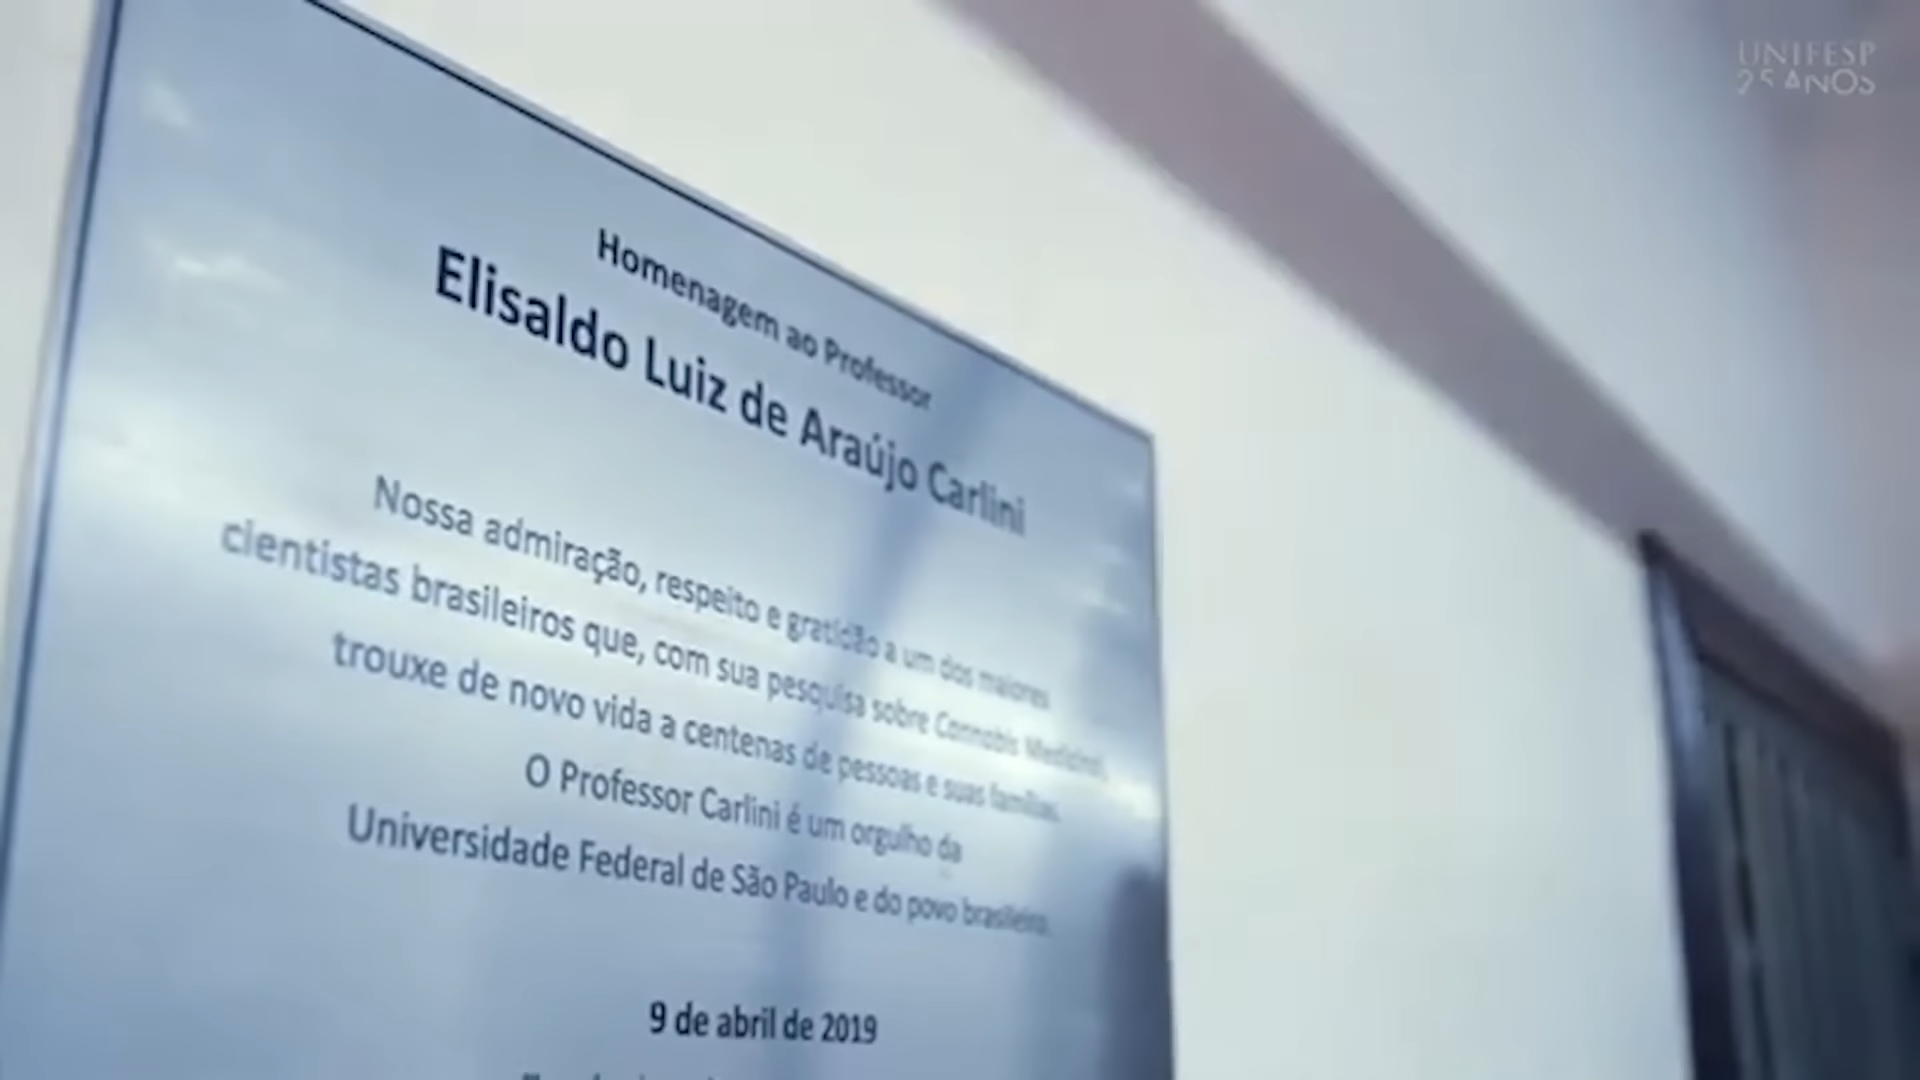 UNIFESP
25 ANOS
Homenagem ao Professor
Elisaldo Luiz de Araújo Carlini
Nossa admiração, respeito e gratidão a um dos maiores
cientistas brasileiros que, com sua pesquisa sobre Cannabis Medicinal,
trouxe de novo vida a centenas de pessoas e suas famílias.
O Professor Carlini é um orgulho da
Universidade Federal de São Paulo e do povo brasileiro.
9 de abril de 2019